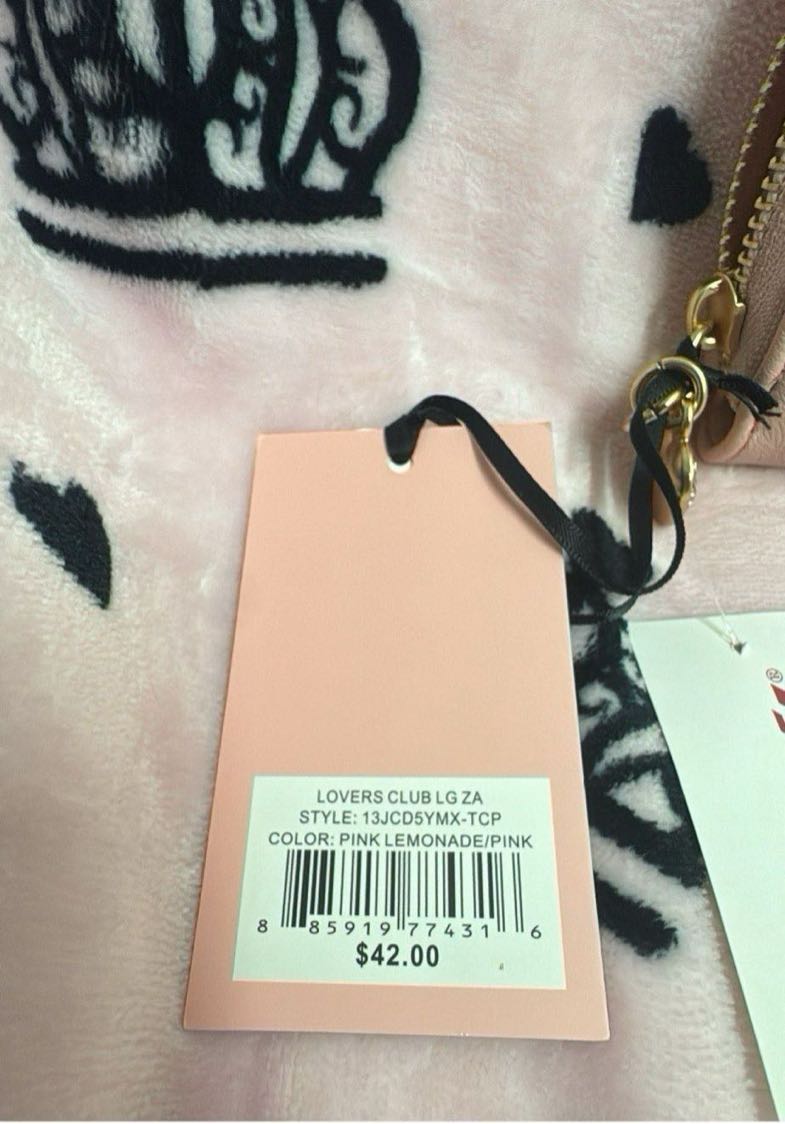 LOVERS CLUB LG ZA
STYLE: 13JCD5YMX-TCP
COLOR: PINK LEMONADE/PINK
8 85919 77431 6
$42.00
®